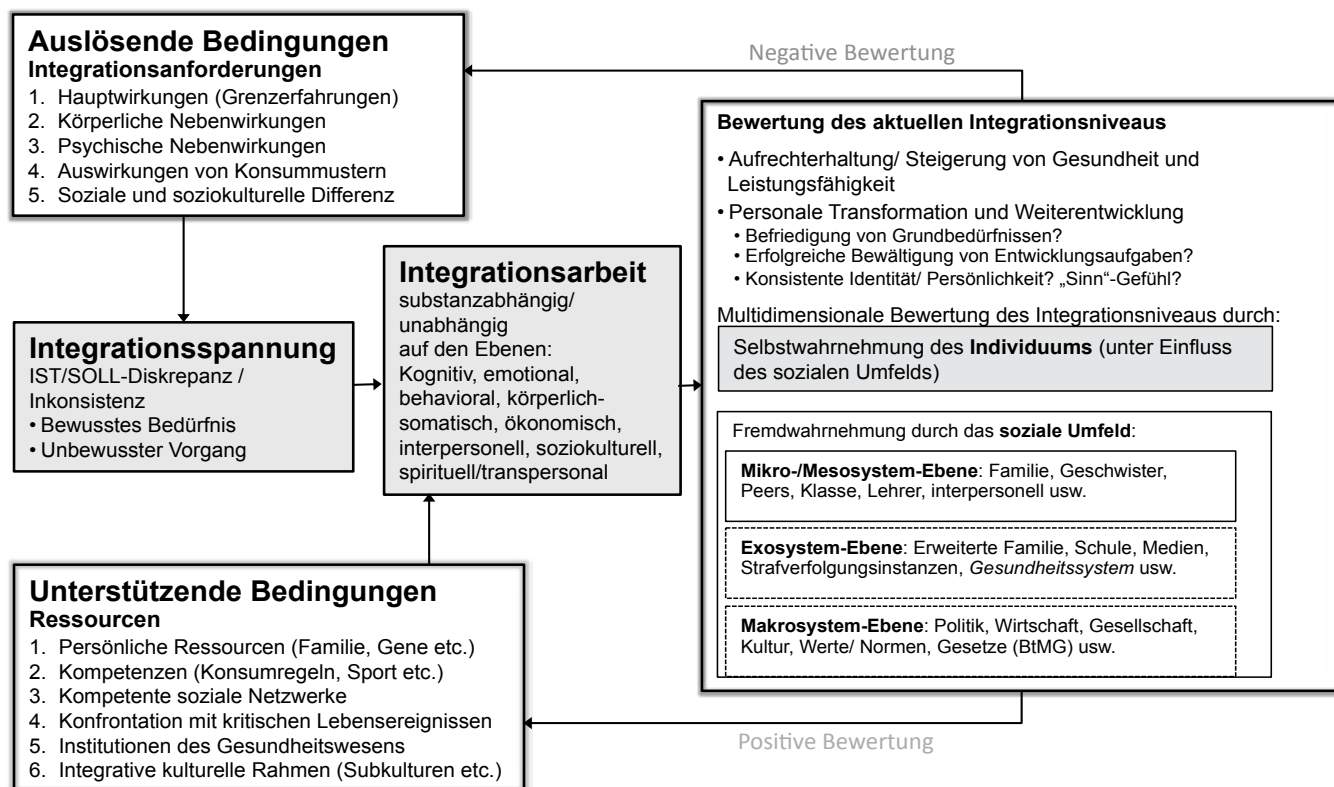 Auslösende Bedingungen
Integrationsanforderungen
1. Hauptwirkungen (Grenzerfahrungen)
2. Körperliche Nebenwirkungen
3. Psychische Nebenwirkungen
4. Auswirkungen von Konsummustern
5. Soziale und soziokulturelle Differenz
Negative Bewertung
Integrationsspannung
IST/SOLL-Diskrepanz /
Inkonsistenz
• Bewusstes Bedürfnis
• Unbewusster Vorgang
Integrationsarbeit
substanzabhängig/
unabhängig
auf den Ebenen:
Kognitiv, emotional,
behavioral, körperlich-
somatisch, ökonomisch,
interpersonell, soziokulturell,
spirituell/transpersonal
Unterstützende Bedingungen
Ressourcen
1. Persönliche Ressourcen (Familie, Gene etc.)
2. Kompetenzen (Konsumregeln, Sport etc.)
3. Kompetente soziale Netzwerke
4. Konfrontation mit kritischen Lebensereignissen
5. Institutionen des Gesundheitswesens
6. Integrative kulturelle Rahmen (Subkulturen etc.)
Bewertung des aktuellen Integrationsniveaus
• Aufrechterhaltung/ Steigerung von Gesundheit und
Leistungsfähigkeit
• Personale Transformation und Weiterentwicklung
• Befriedigung von Grundbedürfnissen?
• Erfolgreiche Bewältigung von Entwicklungsaufgaben?
• Konsistente Identität/ Persönlichkeit? „Sinn“-Gefühl?
Multidimensionale Bewertung des Integrationsniveaus durch:
Selbstwahrnehmung des Individuums (unter Einfluss
des sozialen Umfelds)
Fremdwahrnehmung durch das soziale Umfeld:
Mikro-/Mesosystem-Ebene: Familie, Geschwister,
Peers, Klasse, Lehrer, interpersonell usw.
Exosystem-Ebene: Erweiterte Familie, Schule, Medien,
Strafverfolgungsinstanzen, Gesundheitssystem usw.
Makrosystem-Ebene: Politik, Wirtschaft, Gesellschaft,
Kultur, Werte/ Normen, Gesetze (BtMG) usw.
Positive Bewertung